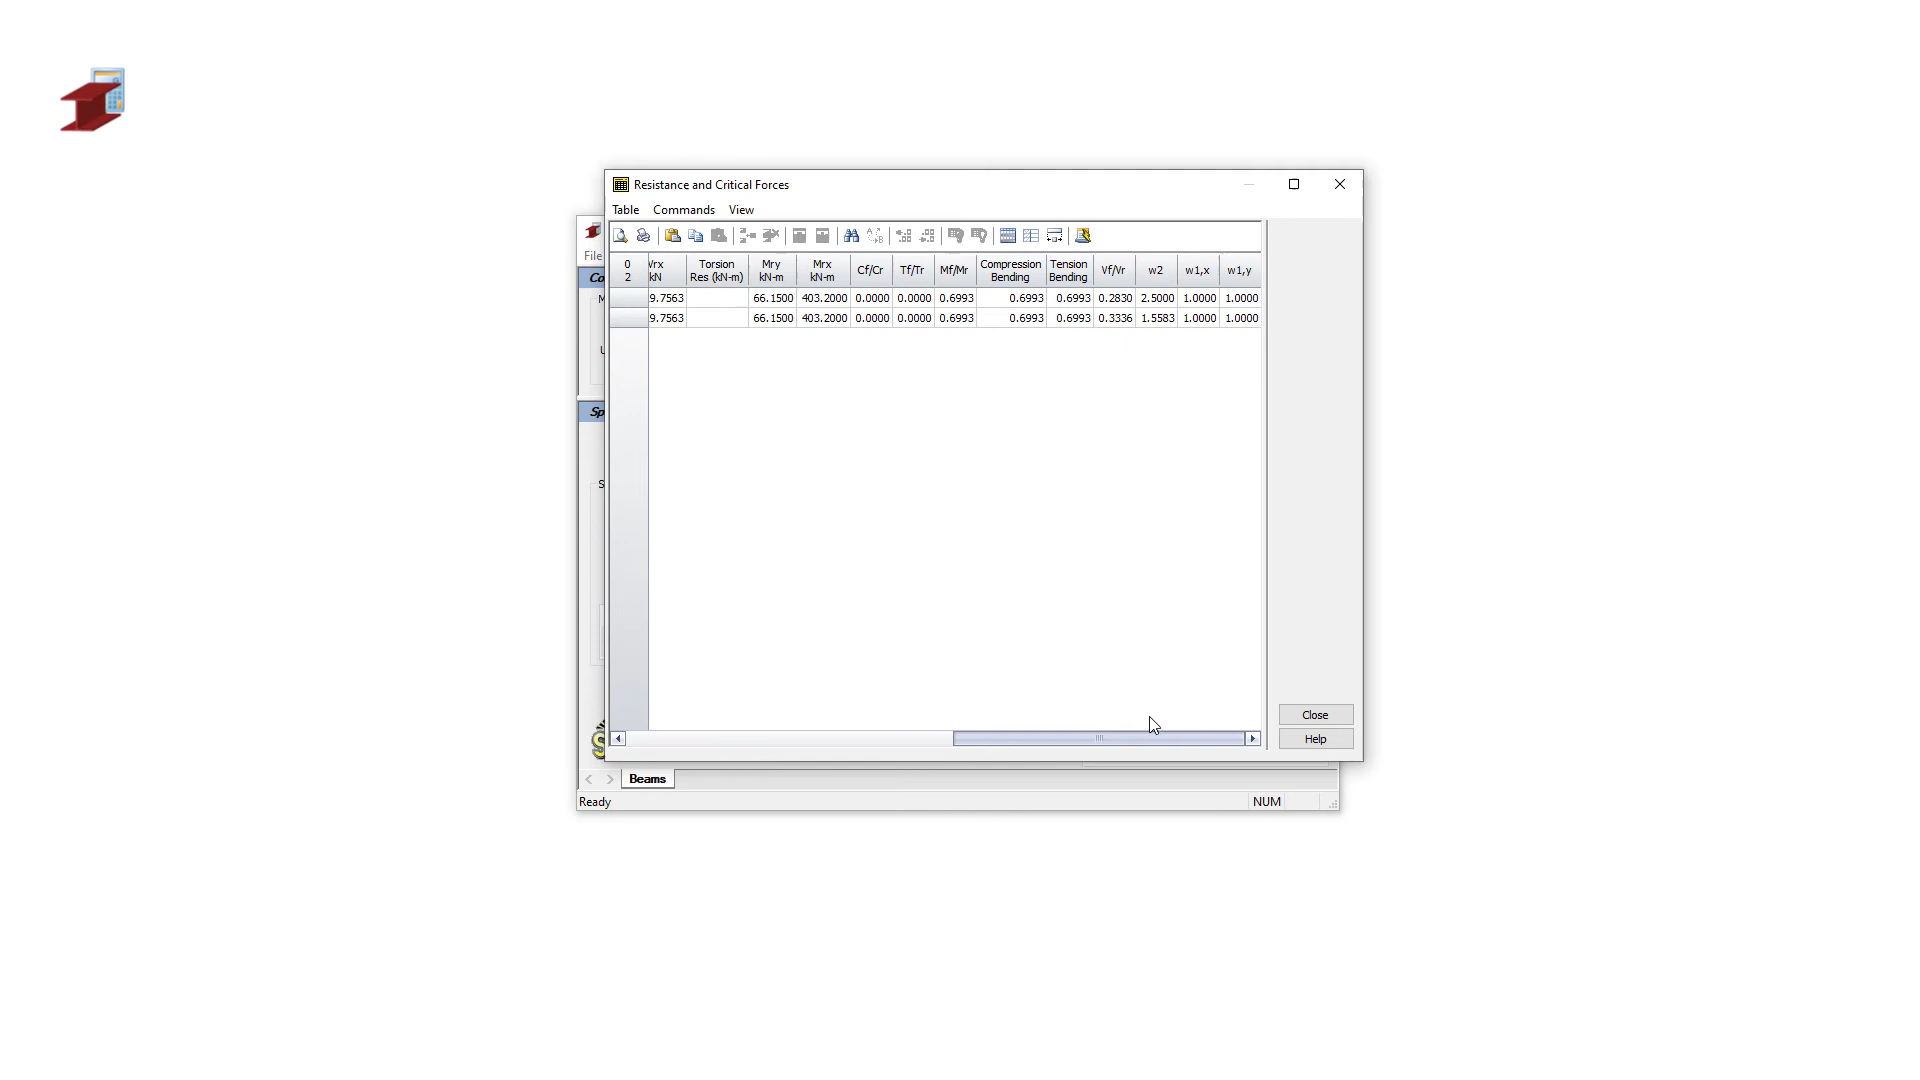 Resistance and Critical Forces
Table Commands View
File
0 Torsion Mry Mrx Cf/Cr Tf/Tr Mf/Mr Compression Tension Vf/Vr w2 w1,x w1,y
2 kN Res (kN-m) kN-m kN-m Bending Bending
9.7563 66.1500 403.2000 0.0000 0.0000 0.6993 0.6993 0.6993 0.2830 2.5000 1.0000 1.0000
9.7563 66.1500 403.2000 0.0000 0.0000 0.6993 0.6993 0.6993 0.3336 1.5583 1.0000 1.0000
Close
Help
Beams
Ready NUM